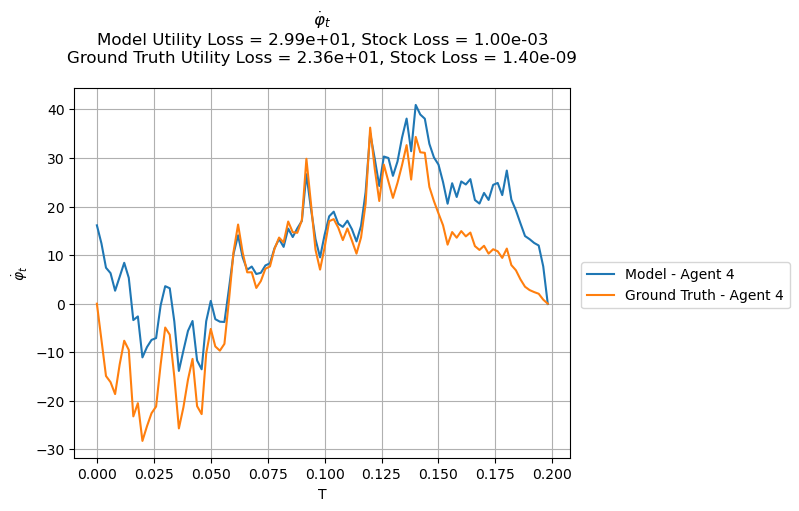 φ̇ₜ
Model Utility Loss = 2.99e+01, Stock Loss = 1.00e-03
Ground Truth Utility Loss = 2.36e+01, Stock Loss = 1.40e-09
40
30
20
10
0
−10
−20
−30
φ̇ₜ
0.000 0.025 0.050 0.075 0.100 0.125 0.150 0.175 0.200
T
Model - Agent 4
Ground Truth - Agent 4